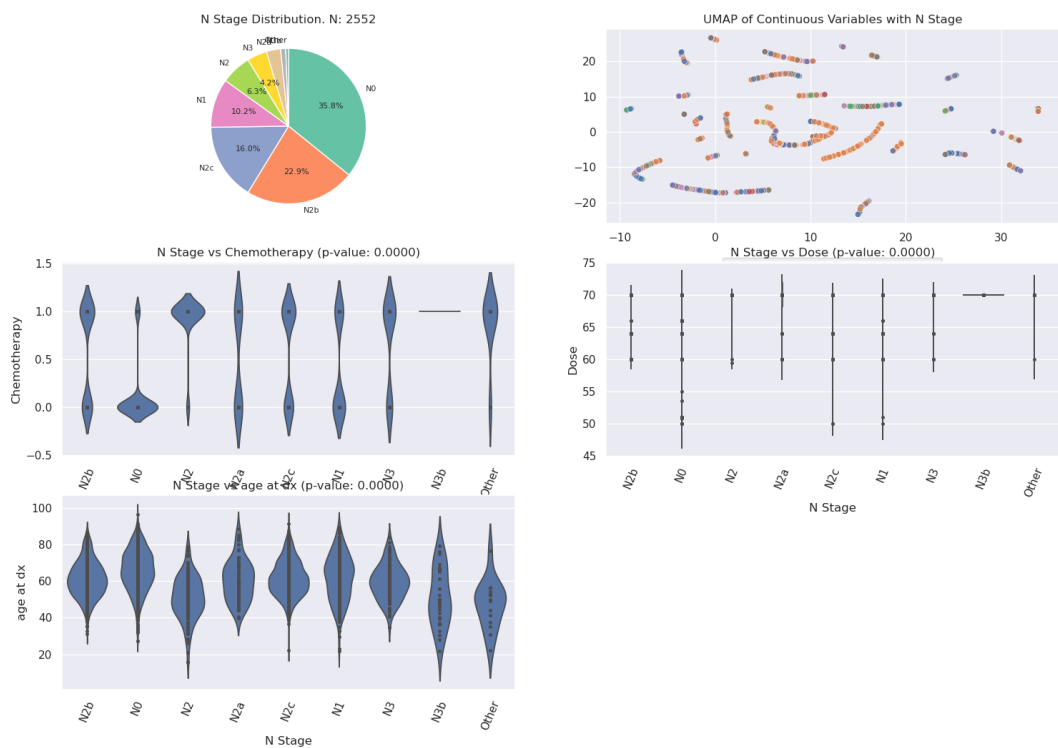 N Stage Distribution. N: 2552
Other
N2a
N3
N2
N1
N2c
N2b
N0
4.2%
6.3%
10.2%
16.0%
22.9%
35.8%
UMAP of Continuous Variables with N Stage
20
10
0
−10
−20
−10 0 10 20 30
N Stage vs Chemotherapy (p-value: 0.0000)
Chemotherapy
1.5
1.0
0.5
0.0
−0.5
N2b N0 N2 N2a N2c N1 N3 N3b Other
N Stage vs Dose (p-value: 0.0000)
Dose
75
70
65
60
55
50
45
N2b N0 N2 N2a N2c N1 N3 N3b Other
N Stage
N Stage vs age at dx (p-value: 0.0000)
age at dx
100
80
60
40
20
N2b N0 N2 N2a N2c N1 N3 N3b Other
N Stage